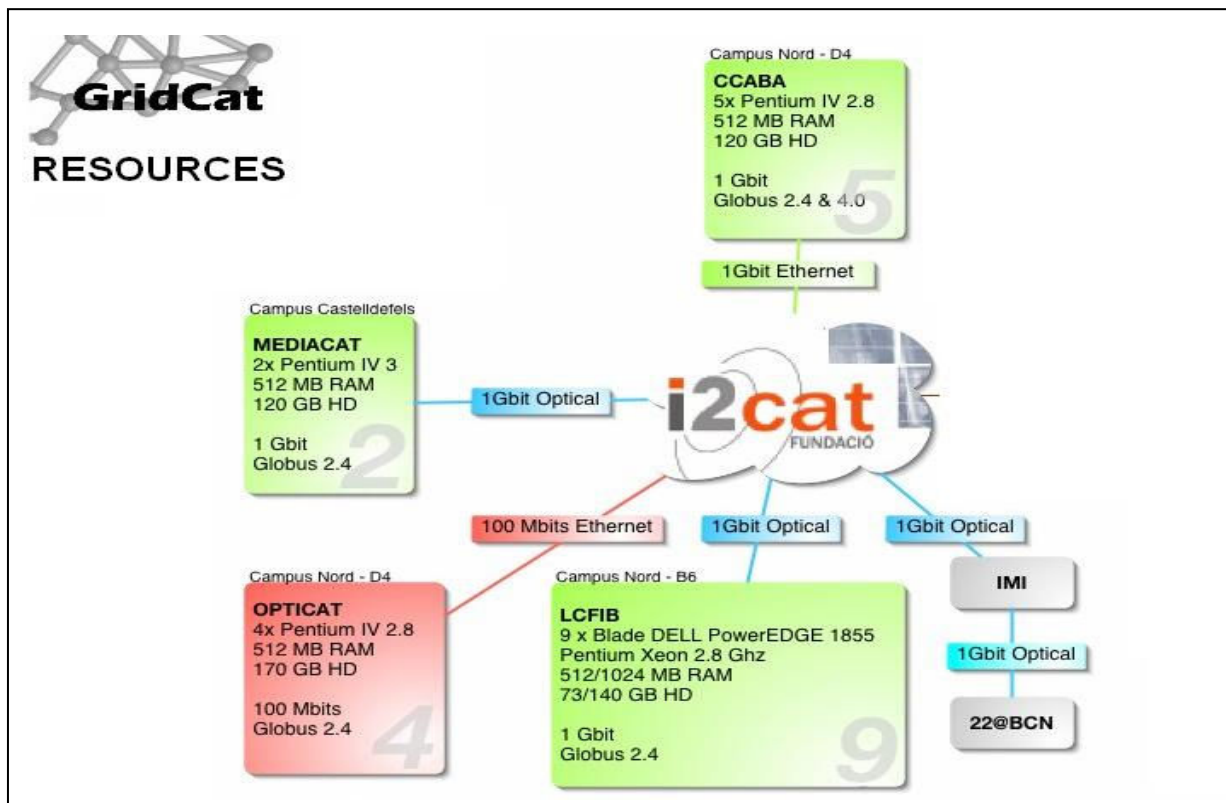 GridCat
RESOURCES
Campus Nord - D4
CCABA
5x Pentium IV 2.8
512 MB RAM
120 GB HD
1 Gbit
Globus 2.4 & 4.0
5
1Gbit Ethernet
Campus Castelldefels
MEDIACAT
2x Pentium IV 3
512 MB RAM
120 GB HD
1 Gbit
Globus 2.4
2
1Gbit Optical
i2cat
FUNDACIÓ
100 Mbits Ethernet
1Gbit Optical
1Gbit Optical
Campus Nord - D4
OPTICAT
4x Pentium IV 2.8
512 MB RAM
170 GB HD
100 Mbits
Globus 2.4
4
Campus Nord - B6
LCFIB
9 x Blade DELL PowerEDGE 1855
Pentium Xeon 2.8 Ghz
512/1024 MB RAM
73/140 GB HD
1 Gbit
Globus 2.4
9
IMI
1Gbit Optical
22@BCN